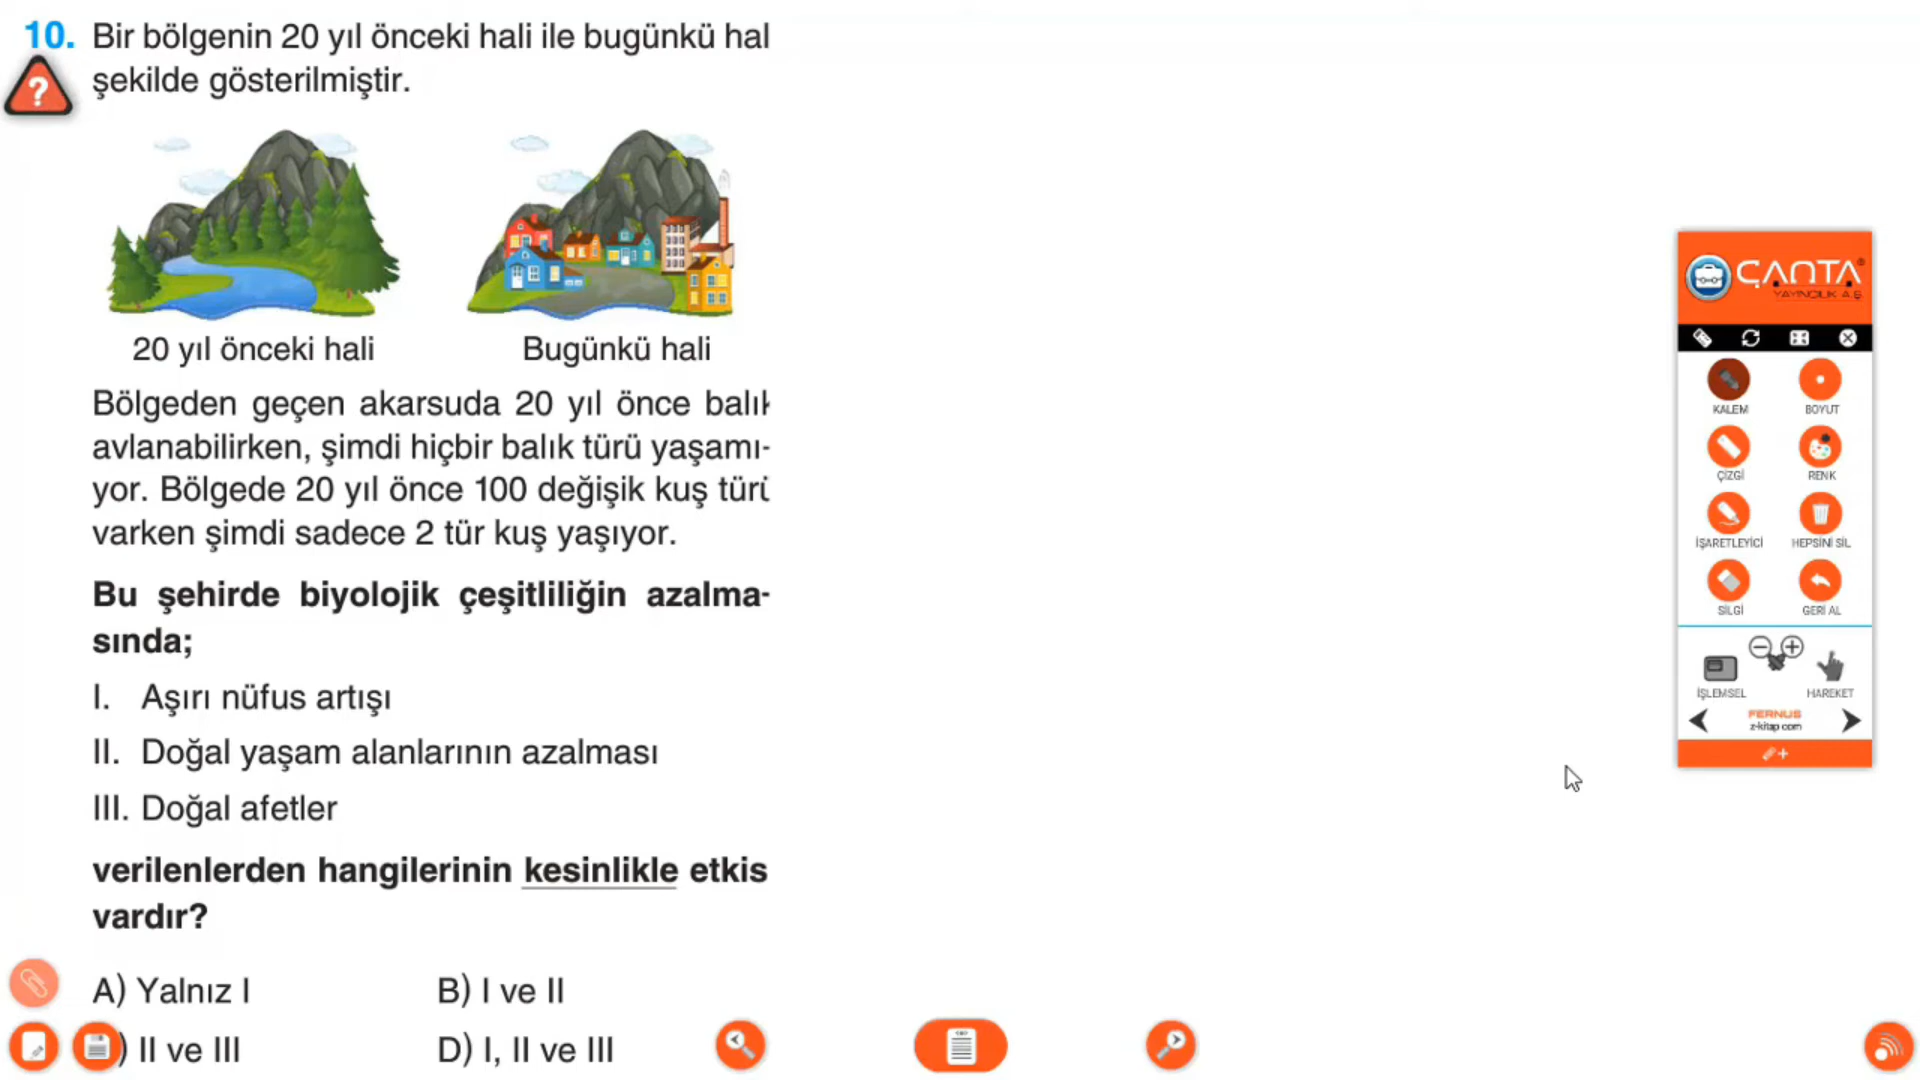 10. Bir bölgenin 20 yıl önceki hali ile bugünkü hal
şekilde gösterilmiştir.
20 yıl önceki hali
Bugünkü hali
Bölgeden geçen akarsuda 20 yıl önce balık
avlanabilirken, şimdi hiçbir balık türü yaşamı-
yor. Bölgede 20 yıl önce 100 değişik kuş türü
varken şimdi sadece 2 tür kuş yaşıyor.
Bu şehirde biyolojik çeşitliliğin azalma-
sında;
I. Aşırı nüfus artışı
II. Doğal yaşam alanlarının azalması
III. Doğal afetler
verilenlerden hangilerinin kesinlikle etkis
vardır?
A) Yalnız I
B) I ve II
) II ve III
D) I, II ve III
ÇANTA
YAYINCILIK A.Ş
KALEM
BOYUT
ÇİZGİ
RENK
İŞARETLEYİCİ
HEPSİNİ SİL
SİLGİ
GERİ AL
İŞLEMSEL
HAREKET
FERNUS
z-kitap.com